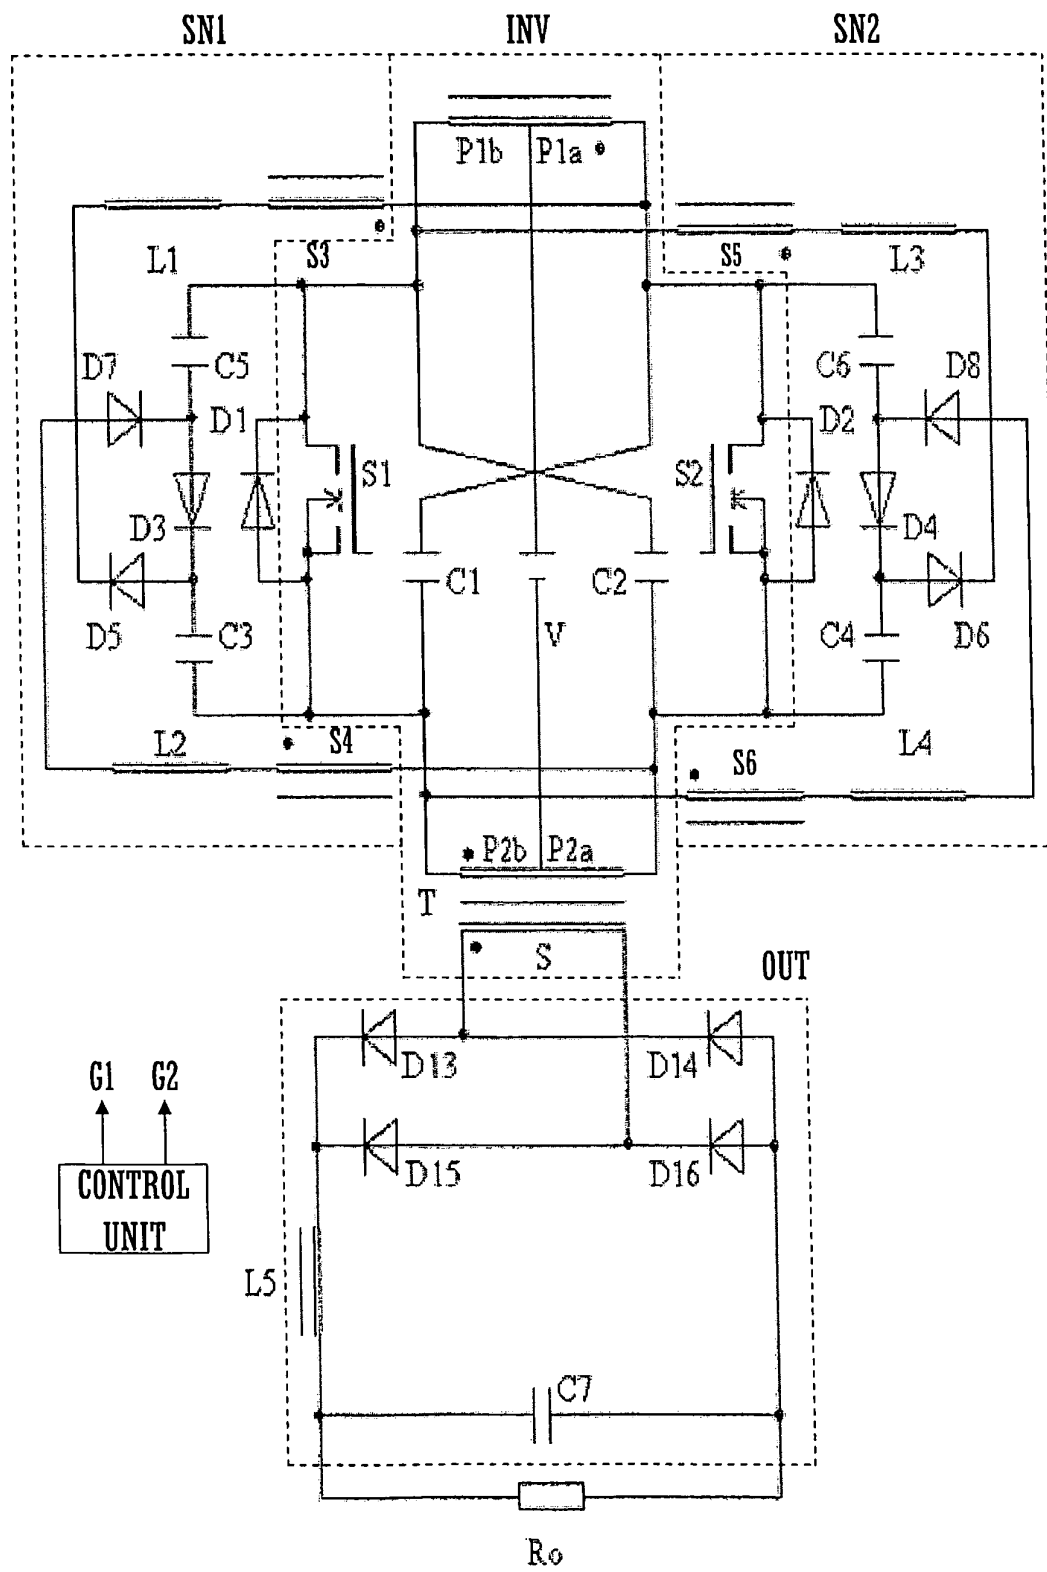 SN1 INV SN2
P1b P1a
L1 S3 S5 L3
D7 C5 C6 D8
D1 D2
S1 S2
D3 D4
C1 C2
D5 C3 V C4 D6
L2 S4 S6 L4
P2b P2a
T
S
OUT
D13 D14
G1 G2
D15 D16
CONTROL
UNIT
L5
C7
Ro